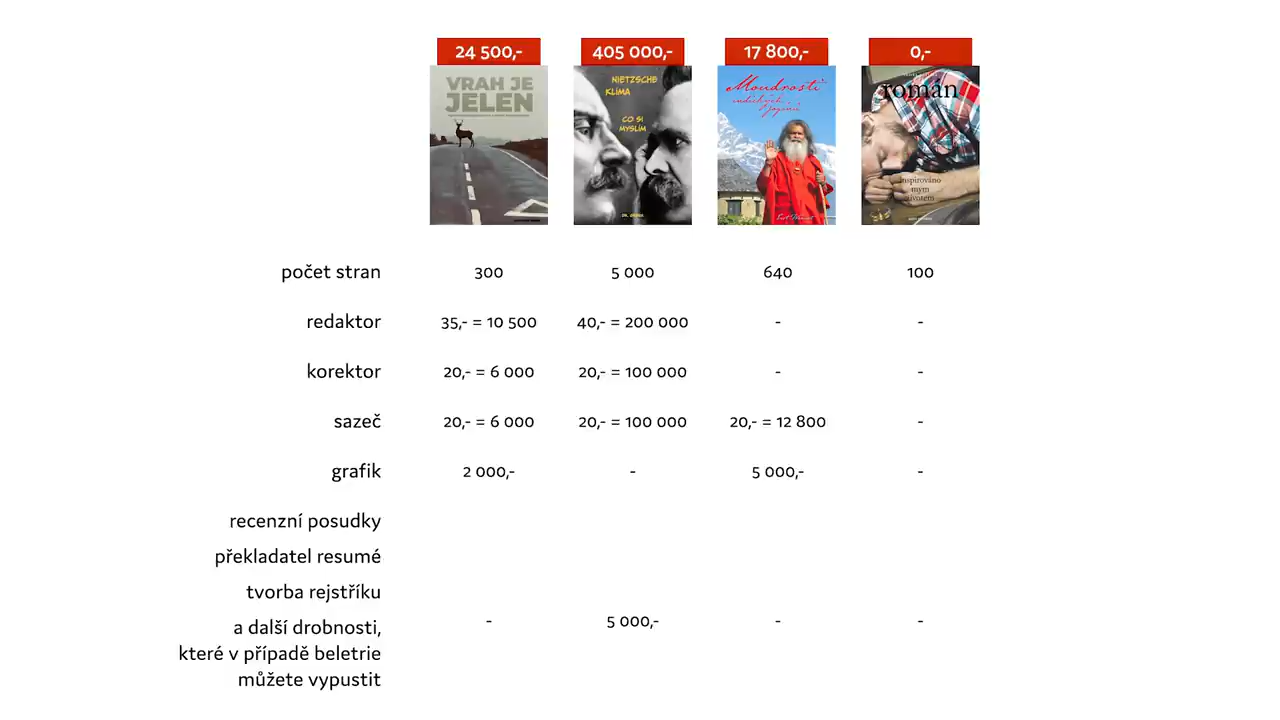 24 500,- 405 000,- 17 800,- 0,-
VRAH JE
JELEN
NIETZSCHE
KLÍMA
CO SI
MYSLÍM
Moudrosti
indických
Jogínů
román
inspirováno
mým
životem
počet stran 300 5 000 640 100
redaktor 35,- = 10 500 40,- = 200 000 - -
korektor 20,- = 6 000 20,- = 100 000 - -
sazeč 20,- = 6 000 20,- = 100 000 20,- = 12 800 -
grafik 2 000,- - 5 000,- -
recenzní posudky
překladatel resumé
tvorba rejstříku
- 5 000,- - -
a další drobnosti,
které v případě beletrie
můžete vypustit